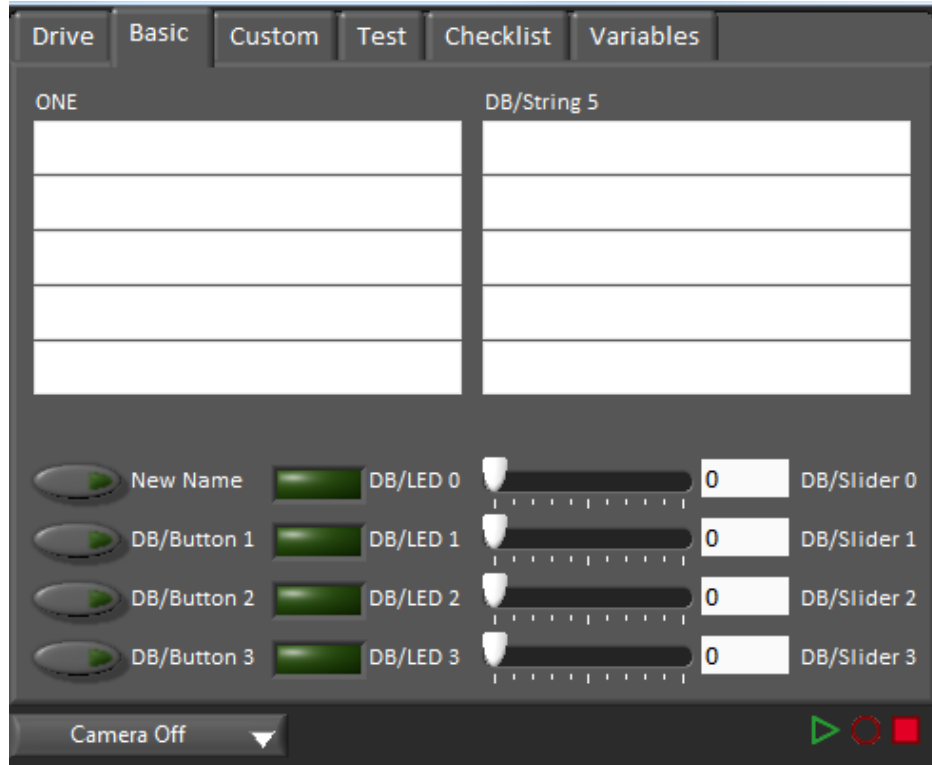 Drive Basic Custom Test Checklist Variables
ONE DB/String 5
New Name DB/LED 0 0 DB/Slider 0
DB/Button 1 DB/LED 1 0 DB/Slider 1
DB/Button 2 DB/LED 2 0 DB/Slider 2
DB/Button 3 DB/LED 3 0 DB/Slider 3
Camera Off